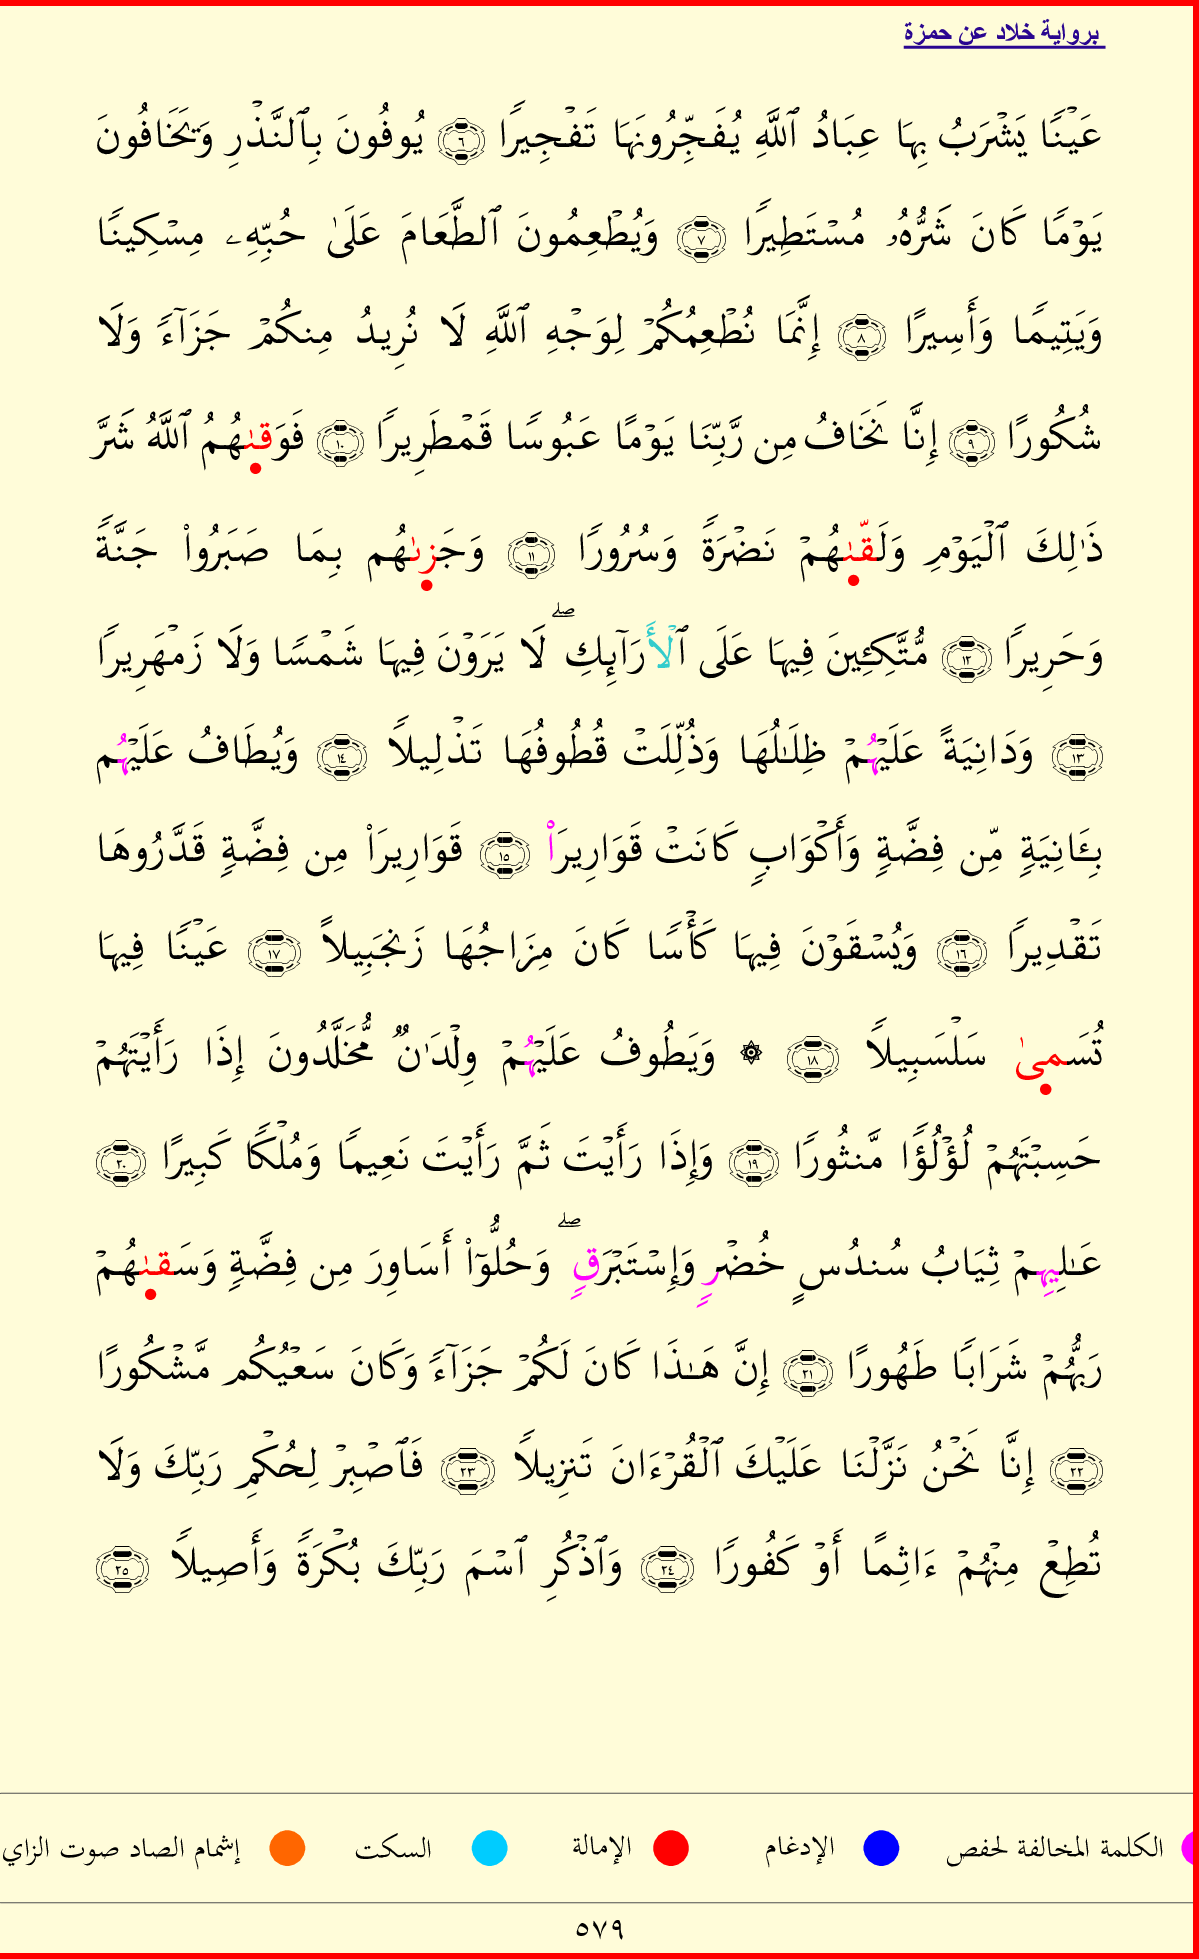 برواية خلاد عن حمزة
عَيۡنٗا يَشۡرَبُ بِهَا عِبَادُ ٱللَّهِ يُفَجِّرُونَهَا تَفۡجِيرٗا ٦ يُوفُونَ بِٱلنَّذۡرِ وَيَخَافُونَ
يَوۡمٗا كَانَ شَرُّهُۥ مُسۡتَطِيرٗا ٧ وَيُطۡعِمُونَ ٱلطَّعَامَ عَلَىٰ حُبِّهِۦ مِسۡكِينٗا
وَيَتِيمٗا وَأَسِيرًا ٨ إِنَّمَا نُطۡعِمُكُمۡ لِوَجۡهِ ٱللَّهِ لَا نُرِيدُ مِنكُمۡ جَزَآءٗ وَلَا
شُكُورًا ٩ إِنَّا نَخَافُ مِن رَّبِّنَا يَوۡمًا عَبُوسٗا قَمۡطَرِيرٗا ١٠ فَوَقىٰهُمُ ٱللَّهُ شَرَّ
ذَٰلِكَ ٱلۡيَوۡمِ وَلَقّىٰهُمۡ نَضۡرَةٗ وَسُرُورٗا ١١ وَجَزىٰهُم بِمَا صَبَرُواْ جَنَّةٗ
وَحَرِيرٗا ١٢ مُّتَّكِـِٔينَ فِيهَا عَلَى ٱلۡأَرَآئِكِۖ لَا يَرَوۡنَ فِيهَا شَمۡسٗا وَلَا زَمۡهَرِيرٗا
١٣ وَدَانِيَةً عَلَيۡهُمۡ ظِلَٰلُهَا وَذُلِّلَتۡ قُطُوفُهَا تَذۡلِيلٗا ١٤ وَيُطَافُ عَلَيۡهُم
بِـَٔانِيَةٖ مِّن فِضَّةٖ وَأَكۡوَابٖ كَانَتۡ قَوَارِيرَاْ ١٥ قَوَارِيرَاْ مِن فِضَّةٖ قَدَّرُوهَا
تَقۡدِيرٗا ١٦ وَيُسۡقَوۡنَ فِيهَا كَأۡسٗا كَانَ مِزَاجُهَا زَنجَبِيلًا ١٧ عَيۡنٗا فِيهَا
تُسَمىٰ سَلۡسَبِيلٗا ١٨ ۞ وَيَطُوفُ عَلَيۡهُمۡ وِلۡدَٰنٞ مُّخَلَّدُونَ إِذَا رَأَيۡتَهُمۡ
حَسِبۡتَهُمۡ لُؤۡلُؤٗا مَّنثُورٗا ١٩ وَإِذَا رَأَيۡتَ ثَمَّ رَأَيۡتَ نَعِيمٗا وَمُلۡكٗا كَبِيرًا ٢٠
عَٰلِيهِمۡ ثِيَابُ سُندُسٍ خُضۡرٖ وَإِسۡتَبۡرَقٖۖ وَحُلُّوٓاْ أَسَاوِرَ مِن فِضَّةٖ وَسَقىٰهُمۡ
رَبُّهُمۡ شَرَابٗا طَهُورًا ٢١ إِنَّ هَٰذَا كَانَ لَكُمۡ جَزَآءٗ وَكَانَ سَعۡيُكُم مَّشۡكُورًا
٢٢ إِنَّا نَحۡنُ نَزَّلۡنَا عَلَيۡكَ ٱلۡقُرۡءَانَ تَنزِيلٗا ٢٣ فَٱصۡبِرۡ لِحُكۡمِ رَبِّكَ وَلَا
تُطِعۡ مِنۡهُمۡ ءَاثِمًا أَوۡ كَفُورٗا ٢٤ وَٱذۡكُرِ ٱسۡمَ رَبِّكَ بُكۡرَةٗ وَأَصِيلٗا ٢٥
الكلمة المخالفة لحفص الإدغام الإمالة السكت إشمام الصاد صوت الزاي
٥٧٩